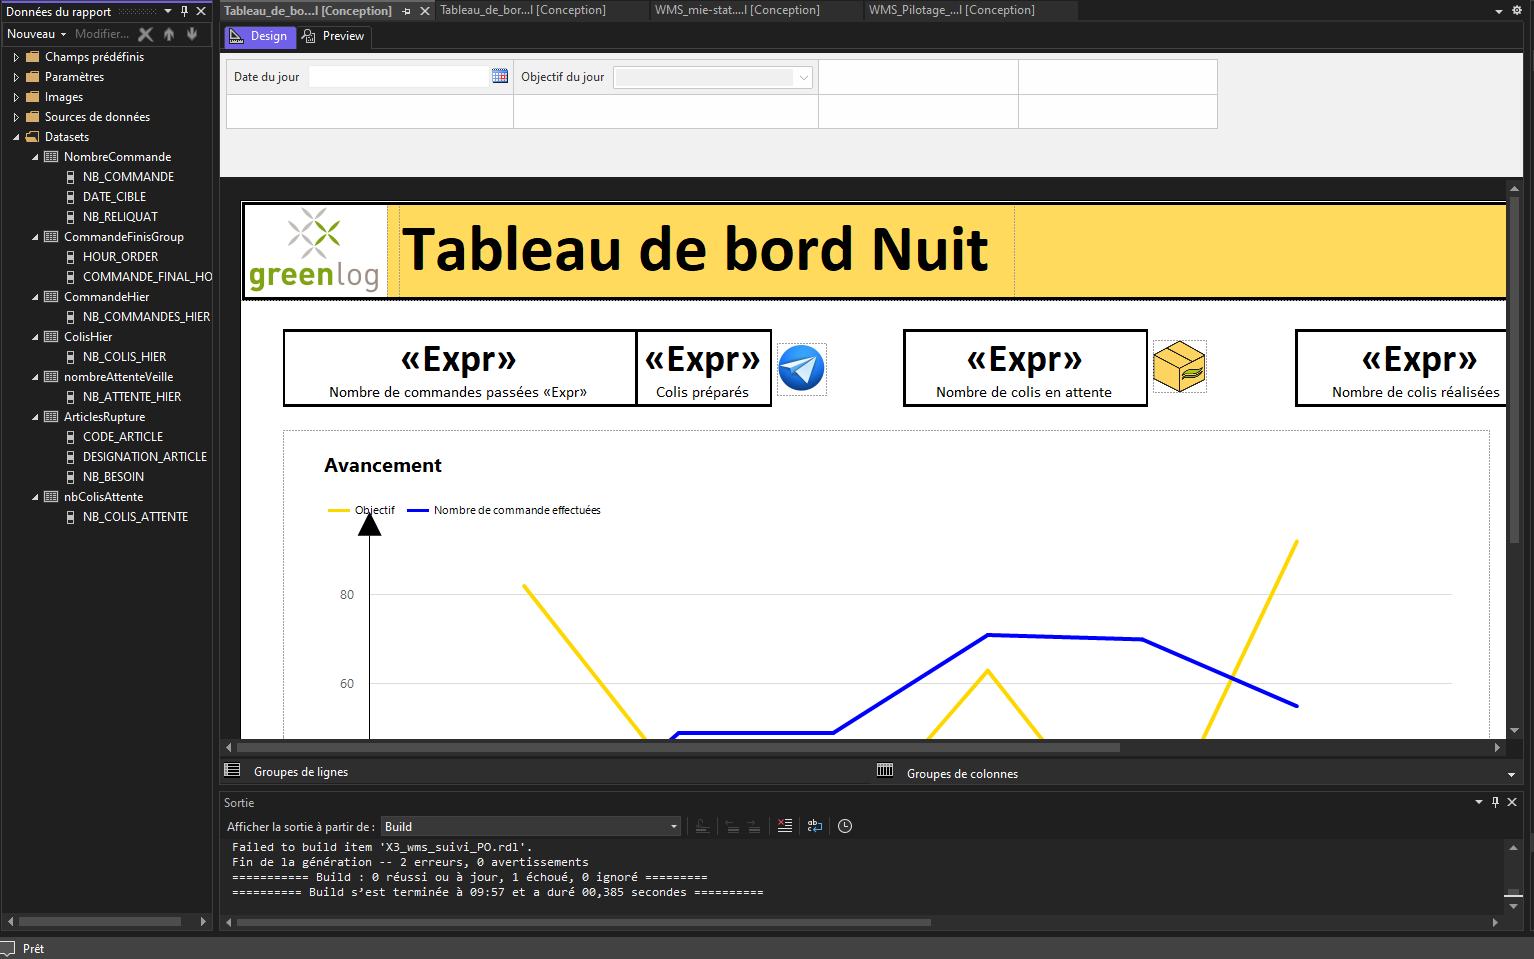 Données du rapport
Nouveau
Modifier...
Champs prédéfinis
Paramètres
Images
Sources de données
Datasets
NombreCommande
NB_COMMANDE
DATE_CIBLE
NB_RELIQUAT
CommandeFinisGroup
HOUR_ORDER
COMMANDE_FINAL_HO
CommandeHier
NB_COMMANDES_HIER
ColisHier
NB_COLIS_HIER
nombreAttenteVeille
NB_ATTENTE_HIER
ArticlesRupture
CODE_ARTICLE
DESIGNATION_ARTICLE
NB_BESOIN
nbColisAttente
NB_COLIS_ATTENTE
Tableau_de_bo...l [Conception]
Tableau_de_bor...l [Conception]
WMS_mie-stat....l [Conception]
WMS_Pilotage_...l [Conception]
Design
Preview
Date du jour
Objectif du jour
greenlog
Tableau de bord Nuit
«Expr»
Nombre de commandes passées «Expr»
«Expr»
Colis préparés
«Expr»
Nombre de colis en attente
«Expr»
Nombre de colis réalisées
Avancement
Objectif
Nombre de commande effectuées
80
60
Groupes de lignes
Groupes de colonnes
Sortie
Afficher la sortie à partir de :
Build
Failed to build item 'X3_wms_suivi_PO.rdl'.
Fin de la génération -- 2 erreurs, 0 avertissements
=========== Build : 0 réussi ou à jour, 1 échoué, 0 ignoré =========
========== Build s'est terminée à 09:57 et a duré 00,385 secondes ==========
Prêt